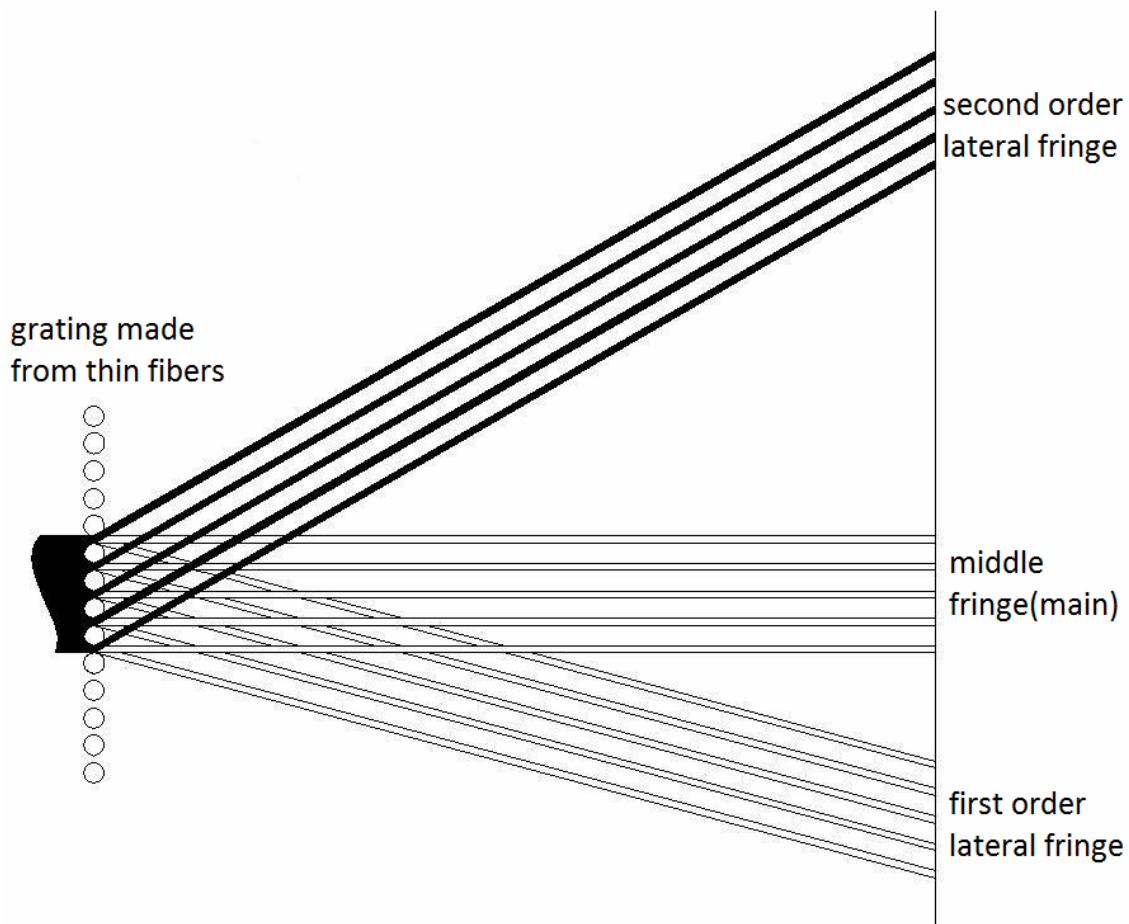 second order
lateral fringe
grating made
from thin fibers
middle
fringe(main)
first order
lateral fringe